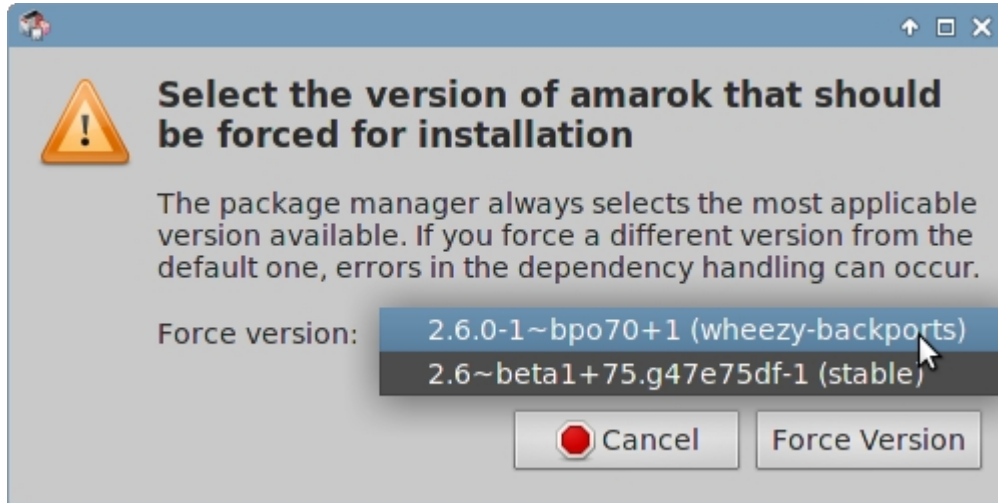 Select the version of amarok that should
be forced for installation
The package manager always selects the most applicable
version available. If you force a different version from the
default one, errors in the dependency handling can occur.
Force version:
2.6.0-1~bpo70+1 (wheezy-backports)
2.6~beta1+75.g47e75df-1 (stable)
Cancel
Force Version